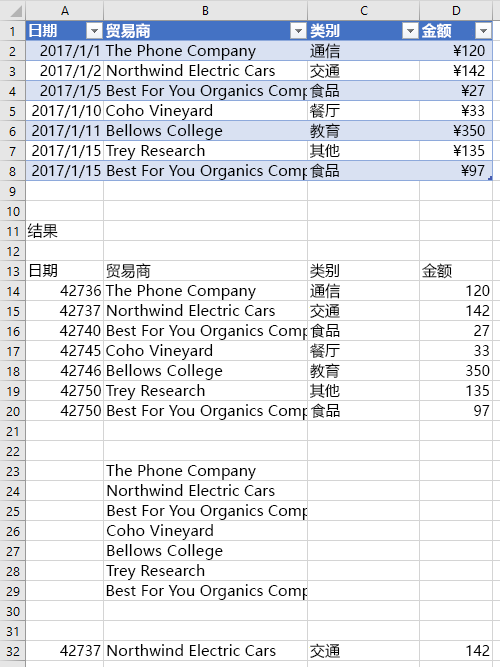 A B C D
1 日期 贸易商 类别 金额
2 2017/1/1 The Phone Company 通信 ¥120
3 2017/1/2 Northwind Electric Cars 交通 ¥142
4 2017/1/5 Best For You Organics Comp 食品 ¥27
5 2017/1/10 Coho Vineyard 餐厅 ¥33
6 2017/1/11 Bellows College 教育 ¥350
7 2017/1/15 Trey Research 其他 ¥135
8 2017/1/15 Best For You Organics Comp 食品 ¥97
9
10
11 结果
12
13 日期 贸易商 类别 金额
14 42736 The Phone Company 通信 120
15 42737 Northwind Electric Cars 交通 142
16 42740 Best For You Organics Comp 食品 27
17 42745 Coho Vineyard 餐厅 33
18 42746 Bellows College 教育 350
19 42750 Trey Research 其他 135
20 42750 Best For You Organics Comp 食品 97
21
22
23 The Phone Company
24 Northwind Electric Cars
25 Best For You Organics Comp
26 Coho Vineyard
27 Bellows College
28 Trey Research
29 Best For You Organics Comp
30
31
32 42737 Northwind Electric Cars 交通 142